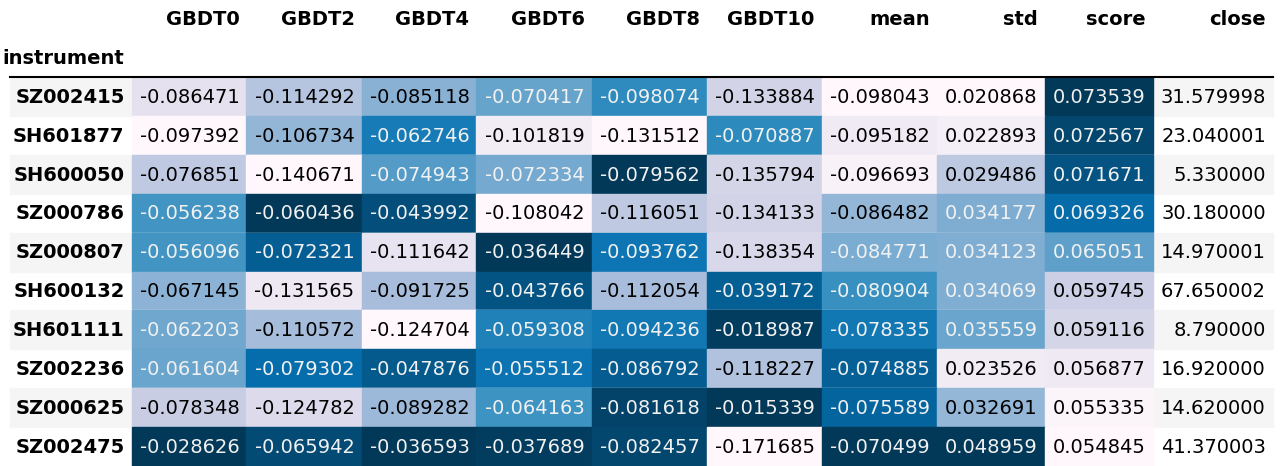 GBDT0 GBDT2 GBDT4 GBDT6 GBDT8 GBDT10 mean std score close
instrument
SZ002415 -0.086471 -0.114292 -0.085118 -0.070417 -0.098074 -0.133884 -0.098043 0.020868 0.073539 31.579998
SH601877 -0.097392 -0.106734 -0.062746 -0.101819 -0.131512 -0.070887 -0.095182 0.022893 0.072567 23.040001
SH600050 -0.076851 -0.140671 -0.074943 -0.072334 -0.079562 -0.135794 -0.096693 0.029486 0.071671 5.330000
SZ000786 -0.056238 -0.060436 -0.043992 -0.108042 -0.116051 -0.134133 -0.086482 0.034177 0.069326 30.180000
SZ000807 -0.056096 -0.072321 -0.111642 -0.036449 -0.093762 -0.138354 -0.084771 0.034123 0.065051 14.970001
SH600132 -0.067145 -0.131565 -0.091725 -0.043766 -0.112054 -0.039172 -0.080904 0.034069 0.059745 67.650002
SH601111 -0.062203 -0.110572 -0.124704 -0.059308 -0.094236 -0.018987 -0.078335 0.035559 0.059116 8.790000
SZ002236 -0.061604 -0.079302 -0.047876 -0.055512 -0.086792 -0.118227 -0.074885 0.023526 0.056877 16.920000
SZ000625 -0.078348 -0.124782 -0.089282 -0.064163 -0.081618 -0.015339 -0.075589 0.032691 0.055335 14.620000
SZ002475 -0.028626 -0.065942 -0.036593 -0.037689 -0.082457 -0.171685 -0.070499 0.048959 0.054845 41.370003